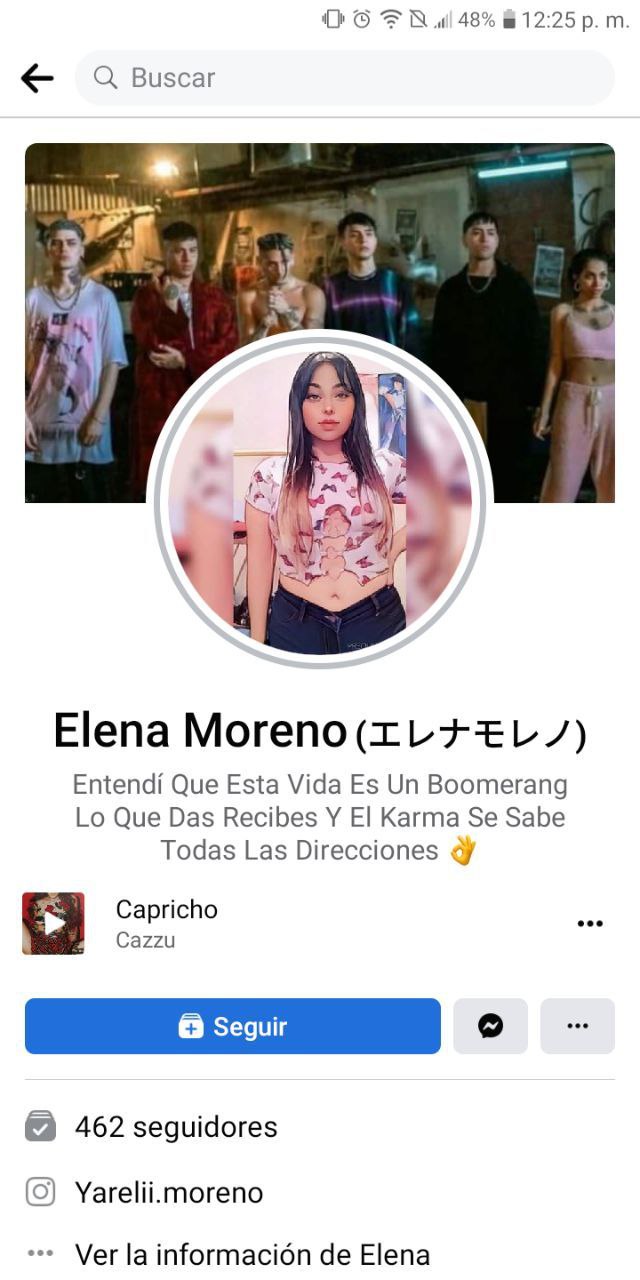 48% 12:25 p. m.
Buscar
Elena Moreno (エレナモレノ)
Entendí Que Esta Vida Es Un Boomerang
Lo Que Das Recibes Y El Karma Se Sabe
Todas Las Direcciones 👌
Capricho
Cazzu
Seguir
462 seguidores
Yarelii.moreno
Ver la información de Elena